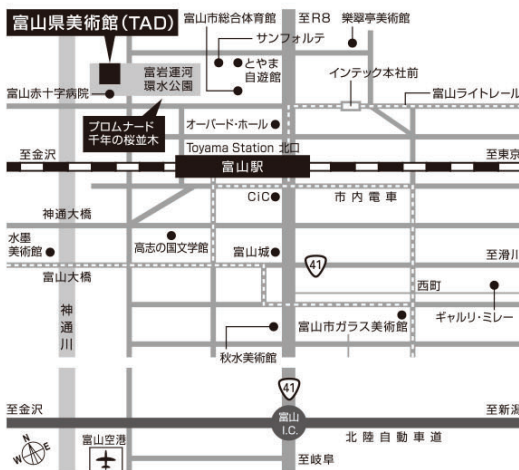 富山県美術館（TAD）
富山市総合体育館
至R8
樂翠亭美術館
サンフォルテ
とやま
自遊館
インテック本社前
富岩運河
環水公園
富山赤十字病院
富山ライトレール
プロムナード
千年の桜並木
オーバード・ホール
Toyama Station 北口
至金沢
富山駅
至東京
CiC
市内電車
神通大橋
水墨
美術館
高志の国文学館
富山城
41
至滑川
富山大橋
西町
神通川
ギャルリ・ミレー
富山市ガラス美術館
秋水美術館
41
至金沢
富山
I.C.
至新潟
北陸自動車道
N
W
E
S
富山空港
至岐阜